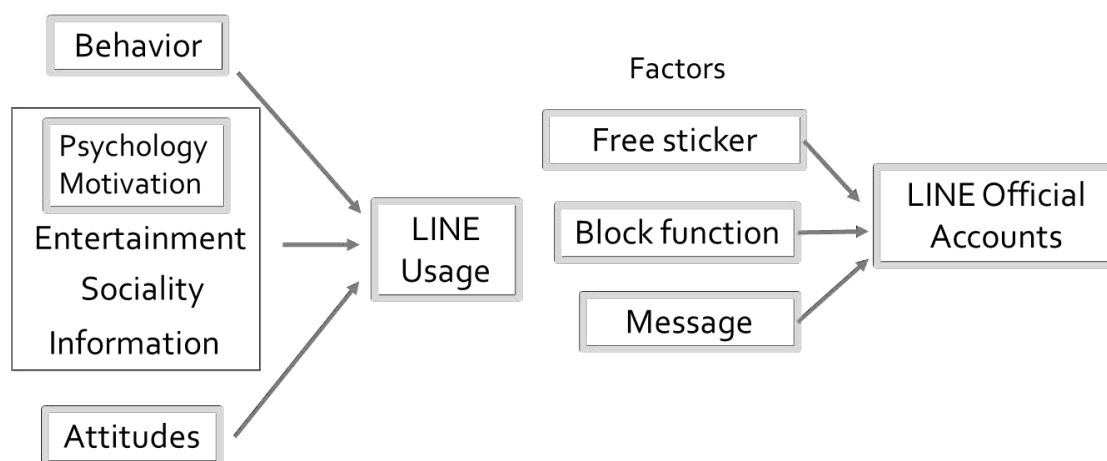 Behavior
Psychology
Motivation
Entertainment
Sociality
Information
Attitudes
LINE
Usage
Factors
Free sticker
Block function
Message
LINE Official
Accounts